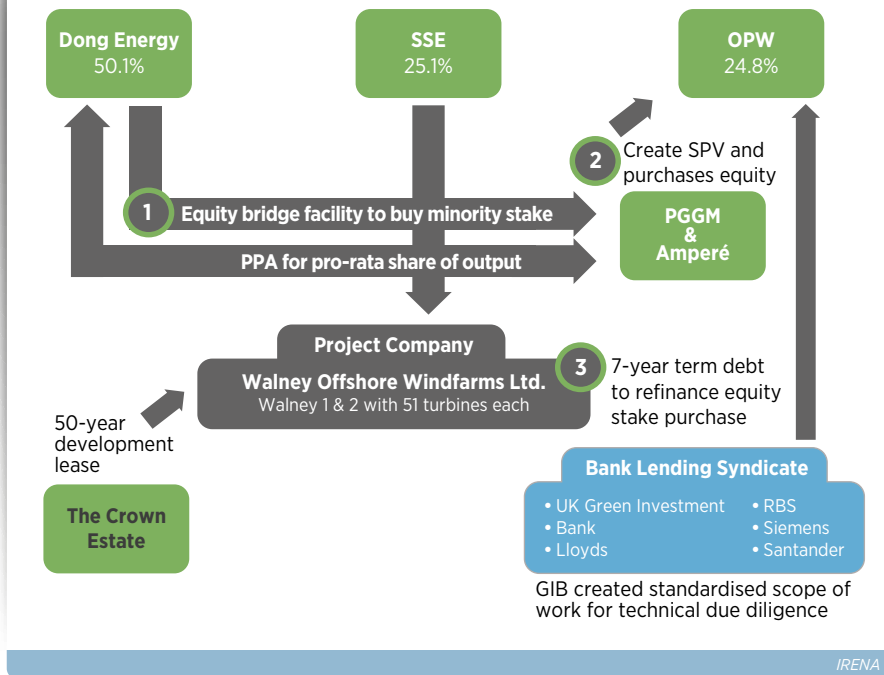 Dong Energy
50.1%
SSE
25.1%
OPW
24.8%
2
Create SPV and
purchases equity
1
Equity bridge facility to buy minority stake
PGGM
&
Amperé
PPA for pro-rata share of output
Project Company
Walney Offshore Windfarms Ltd.
Walney 1 & 2 with 51 turbines each
3
7-year term debt
to refinance equity
stake purchase
50-year
development
lease
The Crown
Estate
Bank Lending Syndicate
• UK Green Investment
• Bank
• Lloyds
• RBS
• Siemens
• Santander
GIB created standardised scope of
work for technical due diligence
IRENA